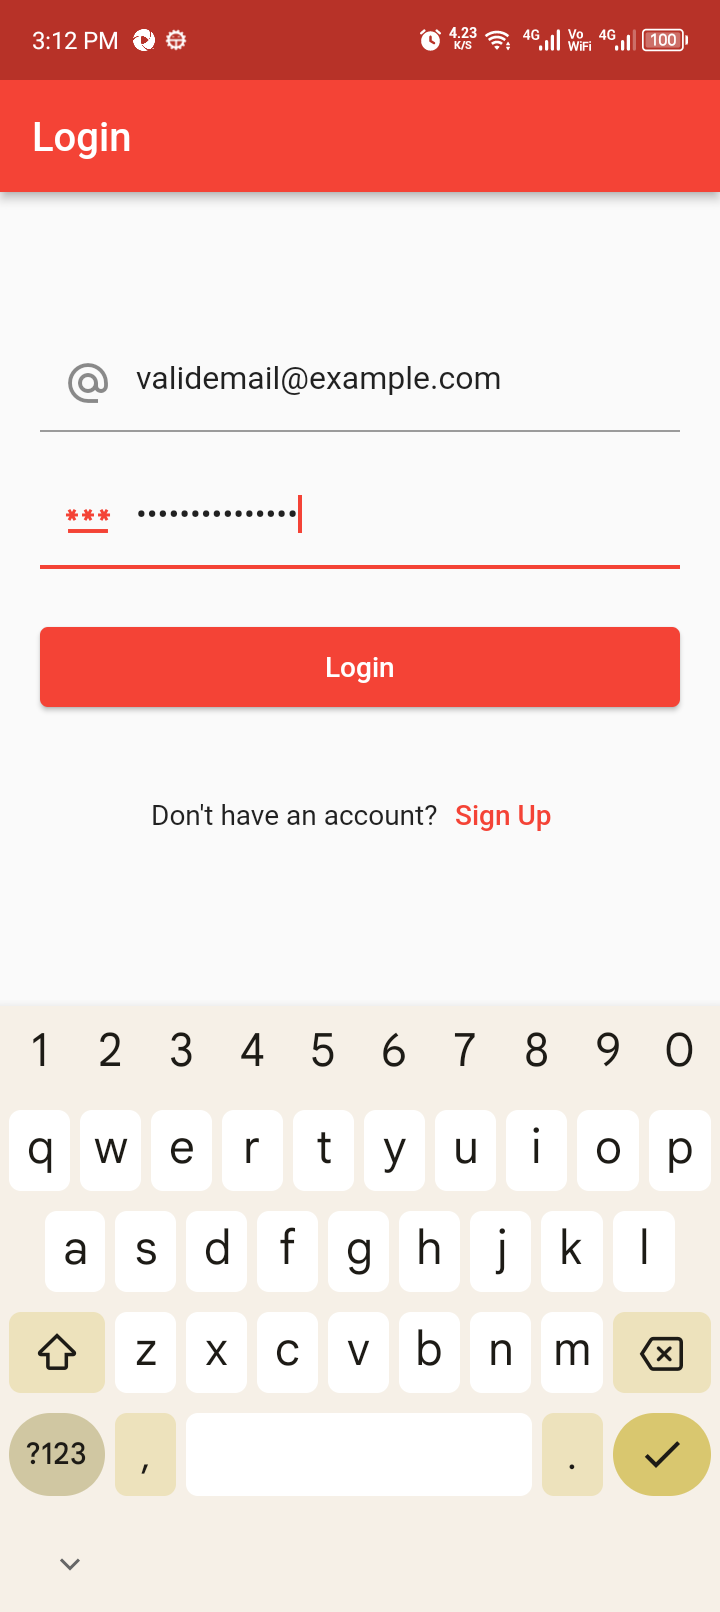 3:12 PM 4.23 K/S 4G Vo WiFi 4G 100
Login
validemail@example.com
•••••••••••••••
Login
Don't have an account? Sign Up
1 2 3 4 5 6 7 8 9 0
q w e r t y u i o p
a s d f g h j k l
z x c v b n m
?123 , .